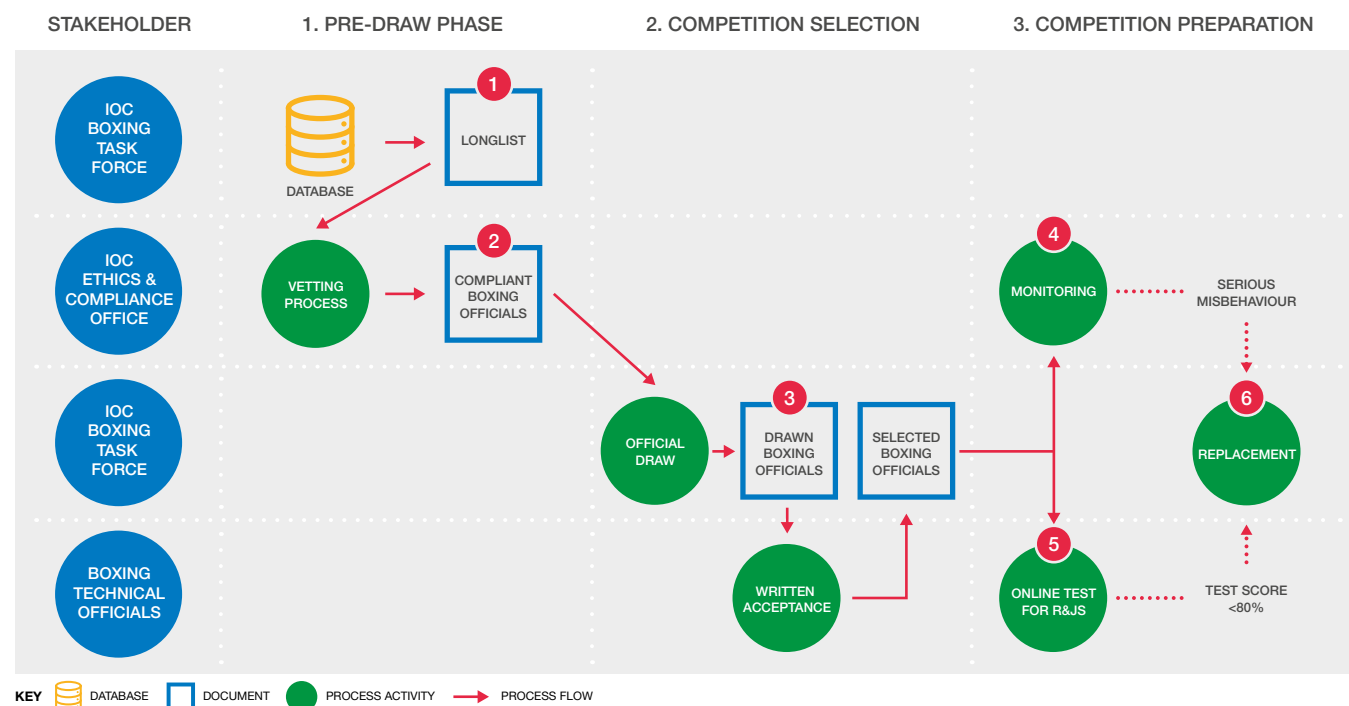 STAKEHOLDER
1. PRE-DRAW PHASE
2. COMPETITION SELECTION
3. COMPETITION PREPARATION
IOC
BOXING
TASK
FORCE
DATABASE
1
LONGLIST
IOC
ETHICS &
COMPLIANCE
OFFICE
VETTING
PROCESS
2
COMPLIANT
BOXING
OFFICIALS
4
MONITORING
SERIOUS
MISBEHAVIOUR
IOC
BOXING
TASK
FORCE
OFFICIAL
DRAW
3
DRAWN
BOXING
OFFICIALS
SELECTED
BOXING
OFFICIALS
6
REPLACEMENT
BOXING
TECHNICAL
OFFICIALS
WRITTEN
ACCEPTANCE
5
ONLINE TEST
FOR R&JS
TEST SCORE
<80%
KEY
DATABASE
DOCUMENT
PROCESS ACTIVITY
PROCESS FLOW